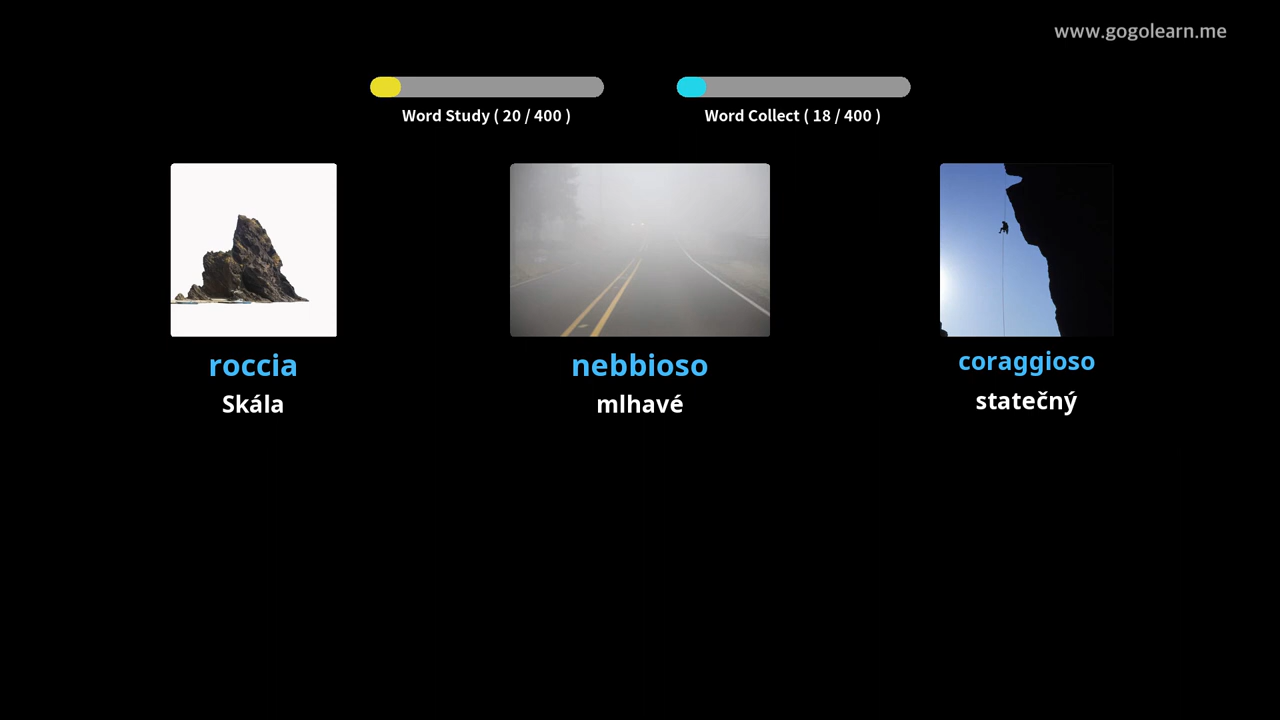 www.gogolearn.me
Word Study ( 20 / 400 )
Word Collect ( 18 / 400 )
roccia
Skála
nebbioso
mlhavé
coraggioso
statečný